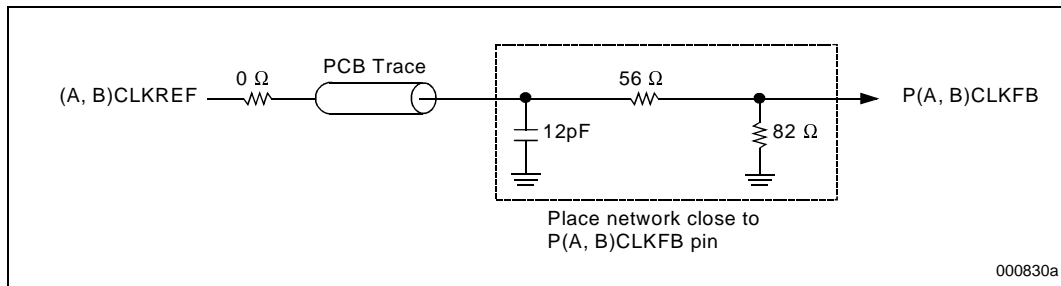 PCB Trace
0 Ω
56 Ω
(A, B)CLKREF
P(A, B)CLKFB
12pF
82 Ω
Place network close to
P(A, B)CLKFB pin
000830a